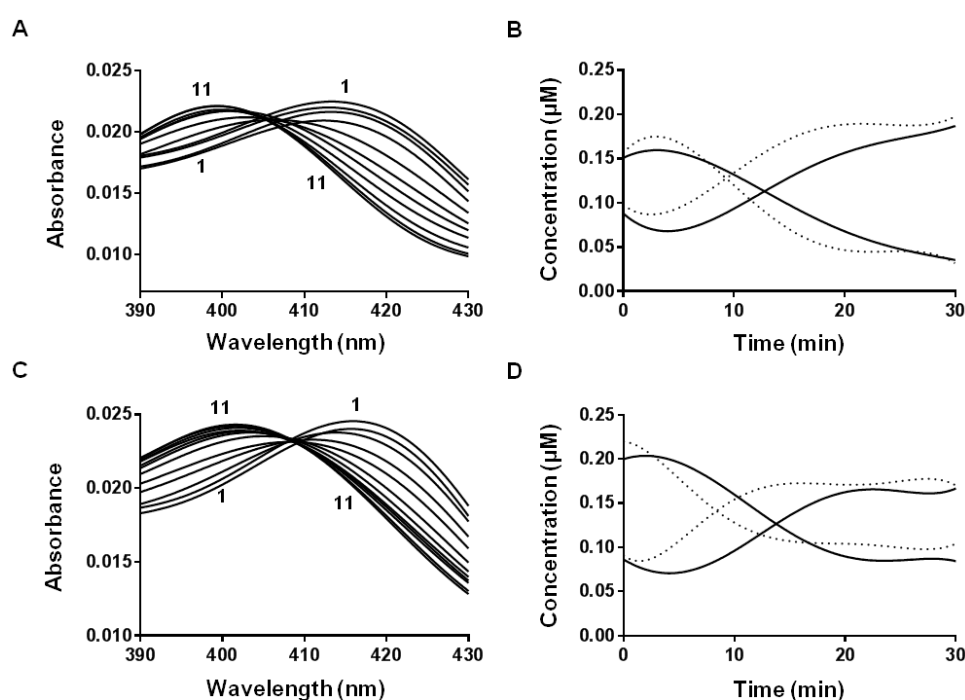 A
B
0.025
0.020
0.015
0.010
11
1
1
11
390 400 410 420 430
Wavelength (nm)
Absorbance
0.25
0.20
0.15
0.10
0.05
0.00
0 10 20 30
Time (min)
Concentration (µM)
C
D
0.025
0.020
0.015
0.010
11
1
1
11
390 400 410 420 430
Wavelength (nm)
Absorbance
0.25
0.20
0.15
0.10
0.05
0.00
0 10 20 30
Time (min)
Concentration (µM)